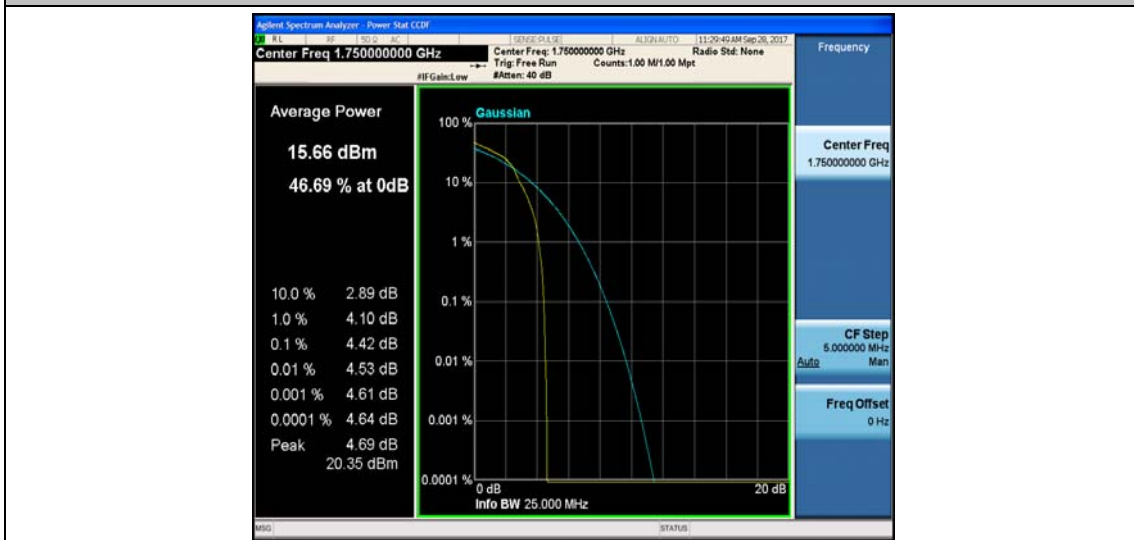 Agilent Spectrum Analyzer - Power Stat CCDF
RL RF 50 Ω AC SENSE:PULSE ALIGN AUTO 11:29:49 AM Sep 28, 2017
Center Freq 1.750000000 GHz
Center Freq: 1.750000000 GHz Radio Std: None
Trig: Free Run Counts:1.00 M/1.00 Mpt
#IFGain:Low #Atten: 40 dB
Frequency
Average Power
15.66 dBm
46.69 % at 0dB
10.0 % 2.89 dB
1.0 % 4.10 dB
0.1 % 4.42 dB
0.01 % 4.53 dB
0.001 % 4.61 dB
0.0001 % 4.64 dB
Peak 4.69 dB
20.35 dBm
Gaussian
100 %
10 %
1 %
0.1 %
0.01 %
0.001 %
0.0001 %
0 dB 20 dB
Info BW 25.000 MHz
Center Freq
1.750000000 GHz
CF Step
5.000000 MHz
Auto Man
Freq Offset
0 Hz
MSG STATUS